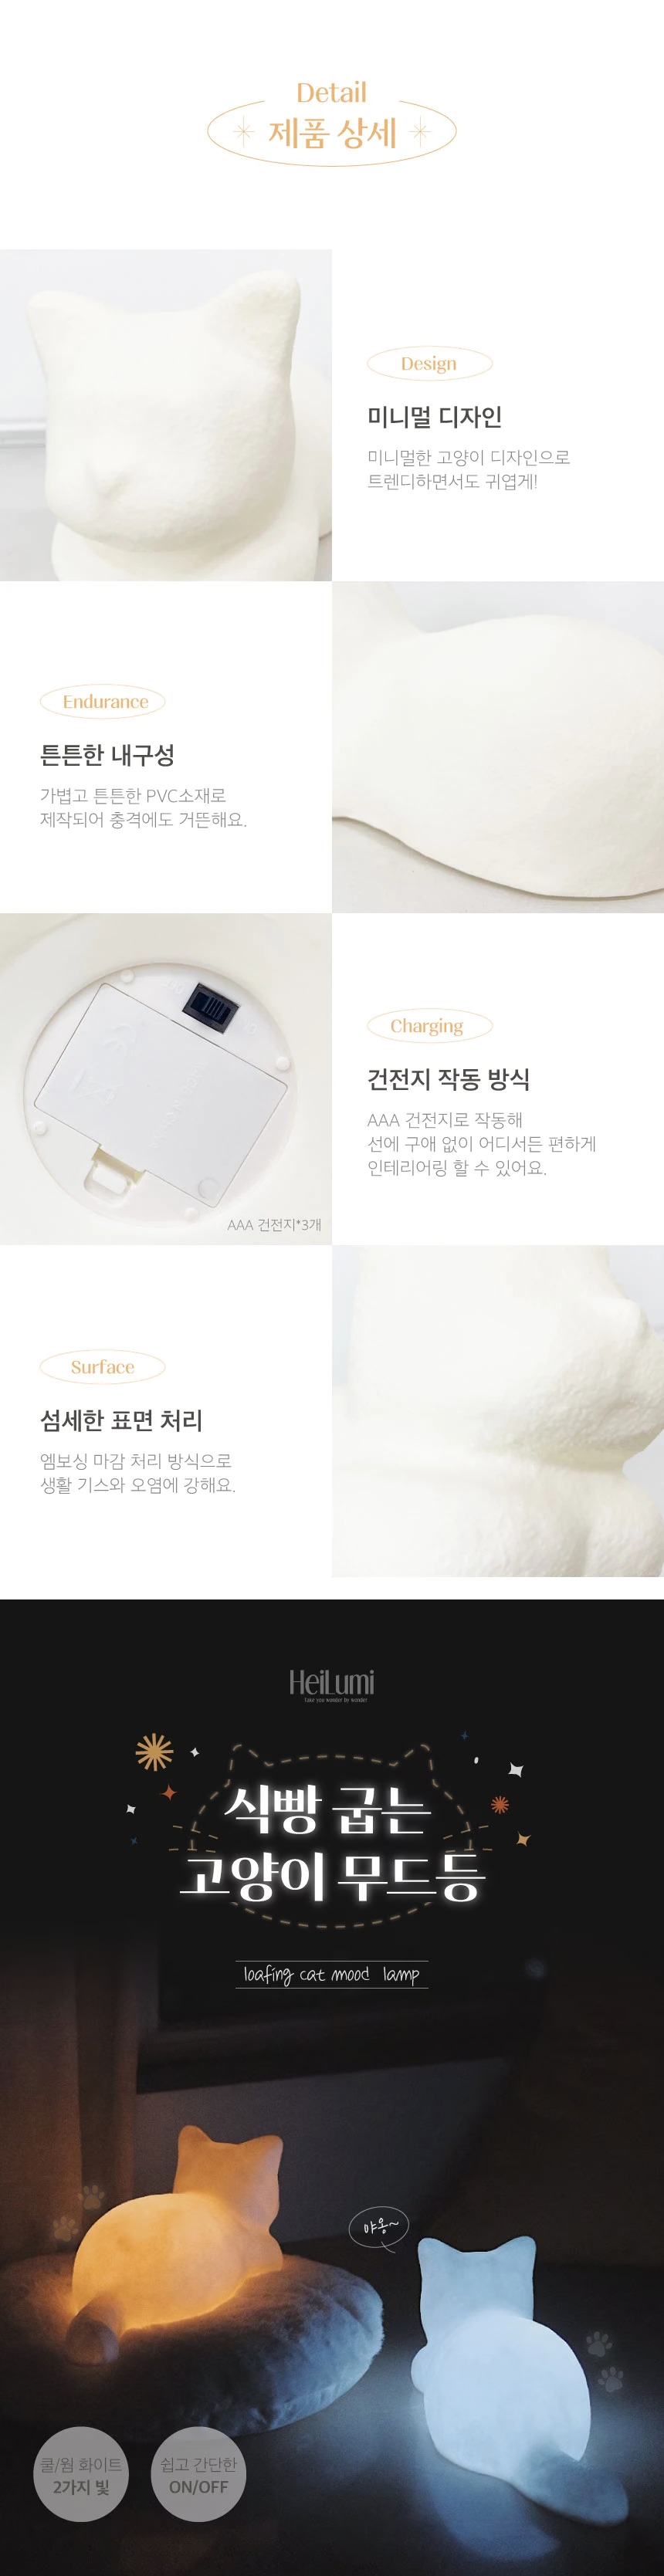 Detail
제품 상세
Design
미니멀 디자인
미니멀한 고양이 디자인으로
트렌디하면서도 귀엽게!
Endurance
튼튼한 내구성
가볍고 튼튼한 PVC소재로
제작되어 충격에도 거뜬해요.
AAA 건전지*3개
Charging
건전지 작동 방식
AAA 건전지로 작동해
선에 구애 없이 어디서든 편하게
인테리어링 할 수 있어요.
Surface
섬세한 표면 처리
엠보싱 마감 처리 방식으로
생활 기스와 오염에 강해요.
HeiLumi
Take you wonder by wonder
식빵 굽는
고양이 무드등
loafing cat mood lamp
야옹~
쿨/웜 화이트
2가지 빛
쉽고 간단한
ON/OFF